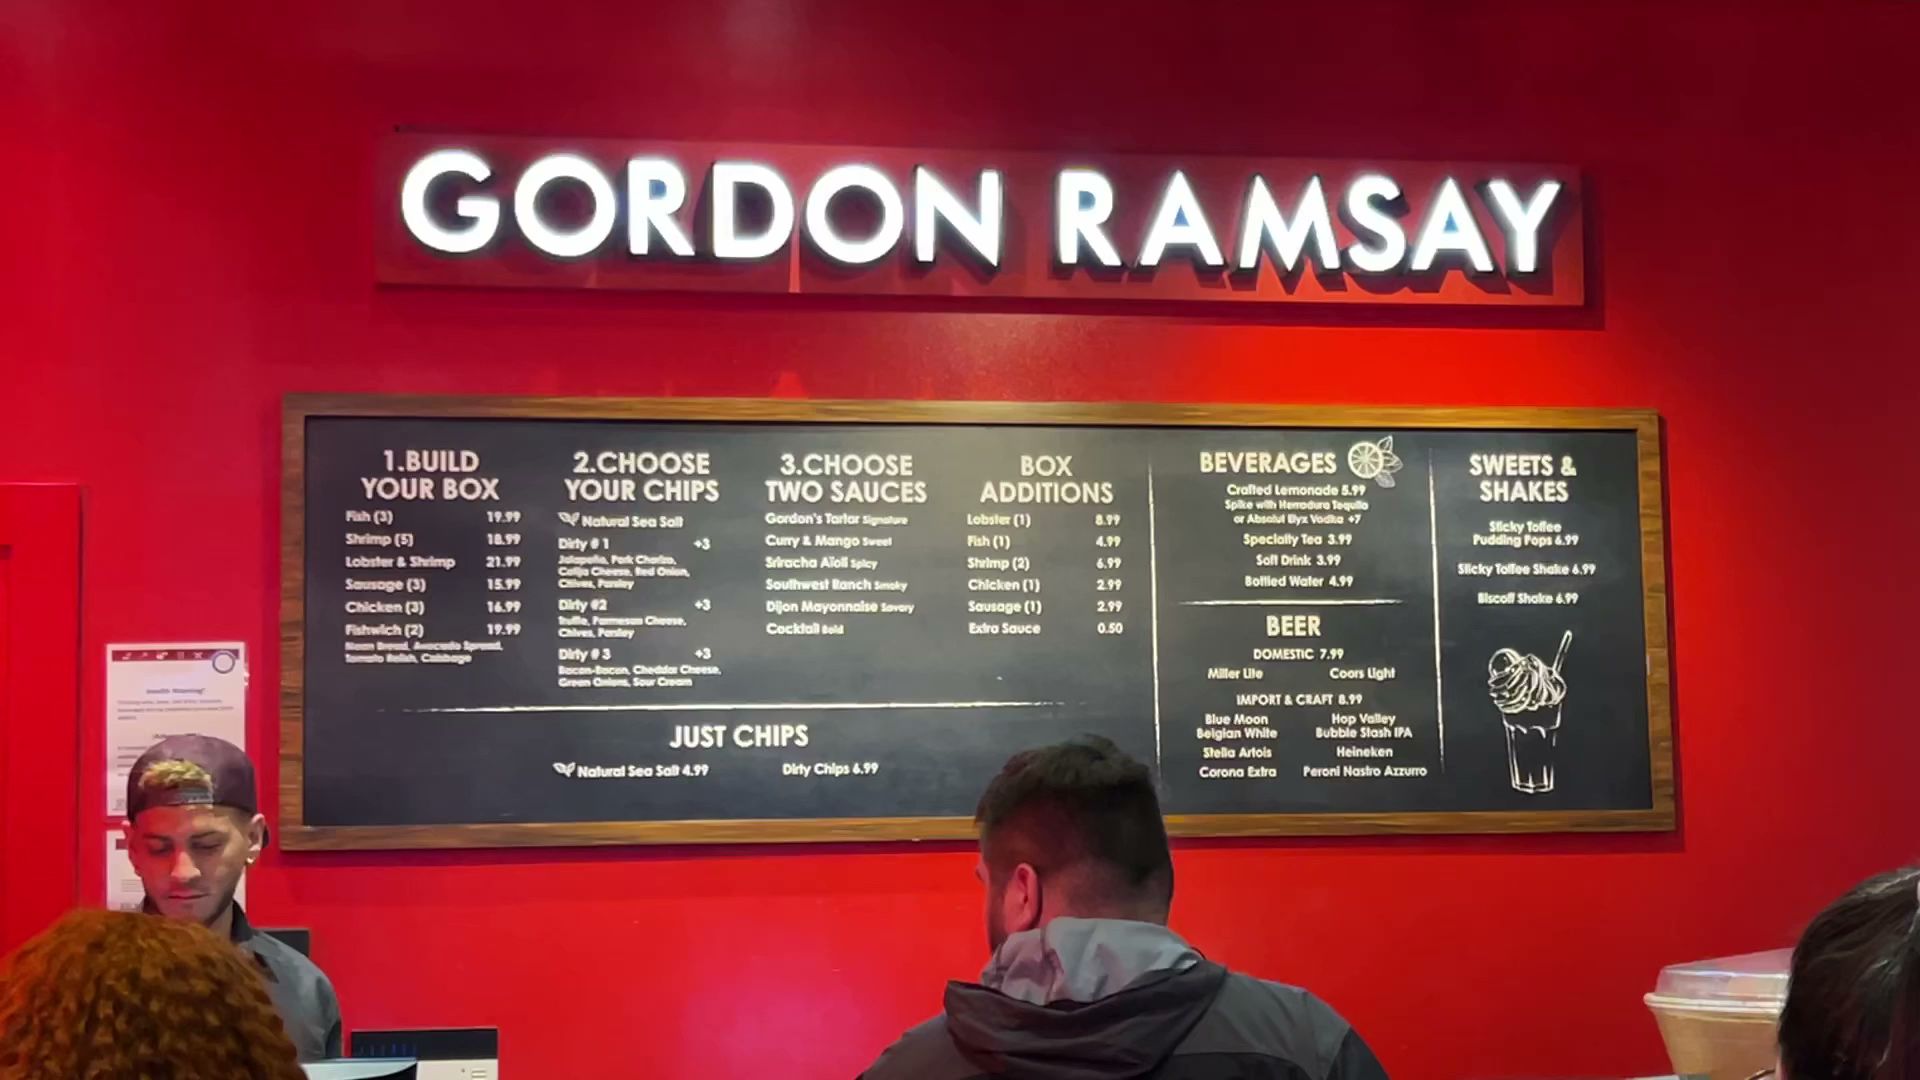 GORDON RAMSAY
1.BUILD
YOUR BOX
Fish (3) 19.99
Shrimp (5) 18.99
Lobster & Shrimp 21.99
Sausage (3) 15.99
Chicken (3) 16.99
Fishwich (2) 19.99
Naan Bread, Avocado Spread,
Tomato Relish, Cabbage
2.CHOOSE
YOUR CHIPS
Natural Sea Salt
Dirty # 1 +3
Jalapeño, Pork Chorizo,
Cotija Cheese, Red Onion,
Chives, Parsley
Dirty #2 +3
Truffle, Parmesan Cheese,
Chives, Parsley
Dirty # 3 +3
Bacon-Bacon, Cheddar Cheese,
Green Onions, Sour Cream
3.CHOOSE
TWO SAUCES
Gordon's Tartar Signature
Curry & Mango Sweet
Sriracha Aïoli Spicy
Southwest Ranch Smoky
Dijon Mayonnaise Savory
Cocktail Bold
BOX
ADDITIONS
Lobster (1) 8.99
Fish (1) 4.99
Shrimp (2) 6.99
Chicken (1) 2.99
Sausage (1) 2.99
Extra Sauce 0.50
JUST CHIPS
Natural Sea Salt 4.99 Dirty Chips 6.99
BEVERAGES
Crafted Lemonade 5.99
Spike with Herradura Tequila
or Absolut Elyx Vodka +7
Specialty Tea 3.99
Soft Drink 3.99
Bottled Water 4.99
BEER
DOMESTIC 7.99
Miller Lite Coors Light
IMPORT & CRAFT 8.99
Blue Moon Hop Valley
Belgian White Bubble Stash IPA
Stella Artois Heineken
Corona Extra Peroni Nastro Azzurro
SWEETS &
SHAKES
Sticky Toffee
Pudding Pops 6.99
Sticky Toffee Shake 6.99
Biscoff Shake 6.99
Health Warning!